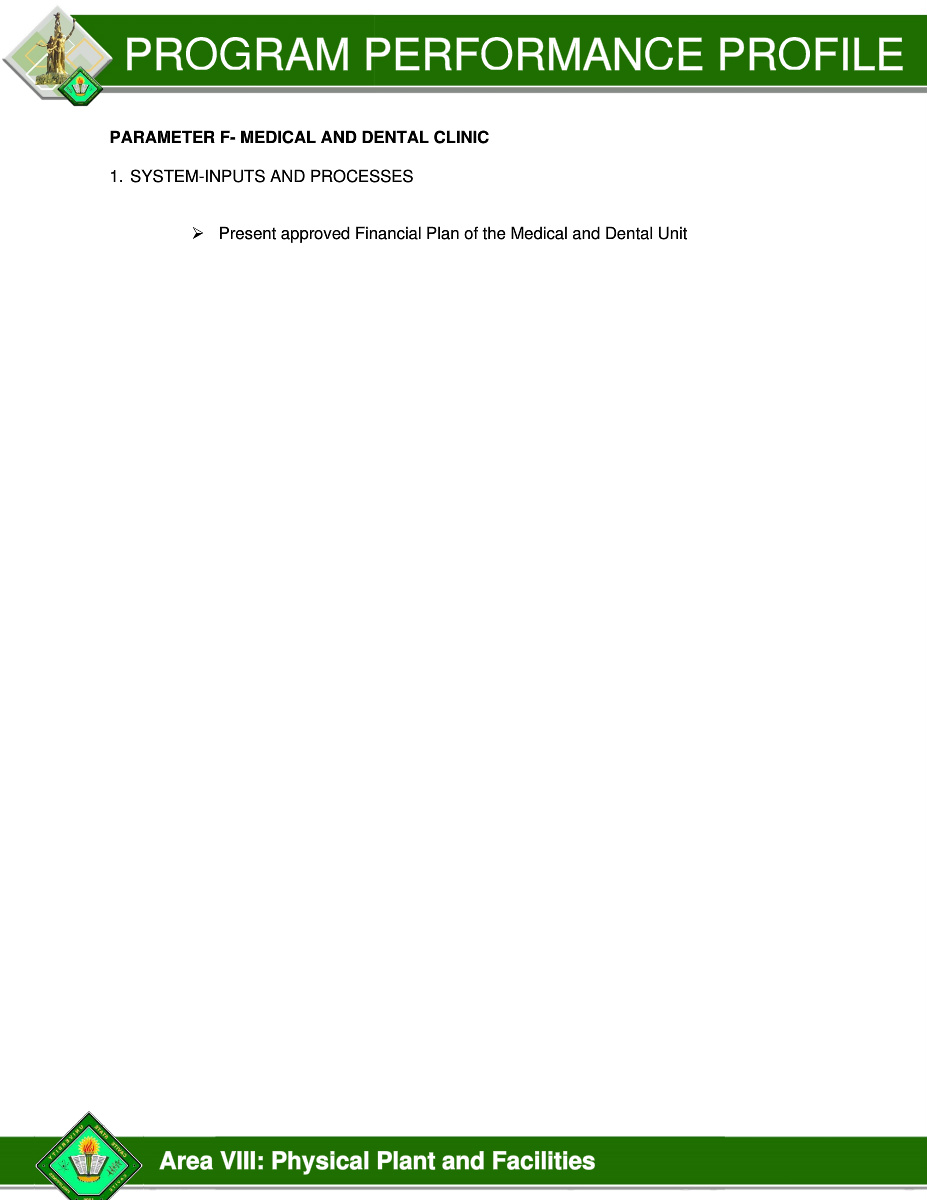 PROGRAM PERFORMANCE PROFILE
PARAMETER F- MEDICAL AND DENTAL CLINIC
1. SYSTEM-INPUTS AND PROCESSES
➢ Present approved Financial Plan of the Medical and Dental Unit
Area VIII: Physical Plant and Facilities